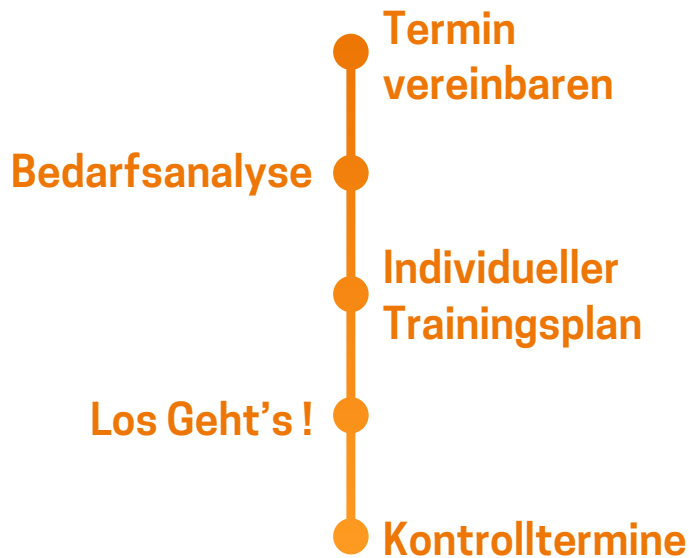 Termin
vereinbaren
Bedarfsanalyse
Individueller
Trainingsplan
Los Geht’s !
Kontrolltermine